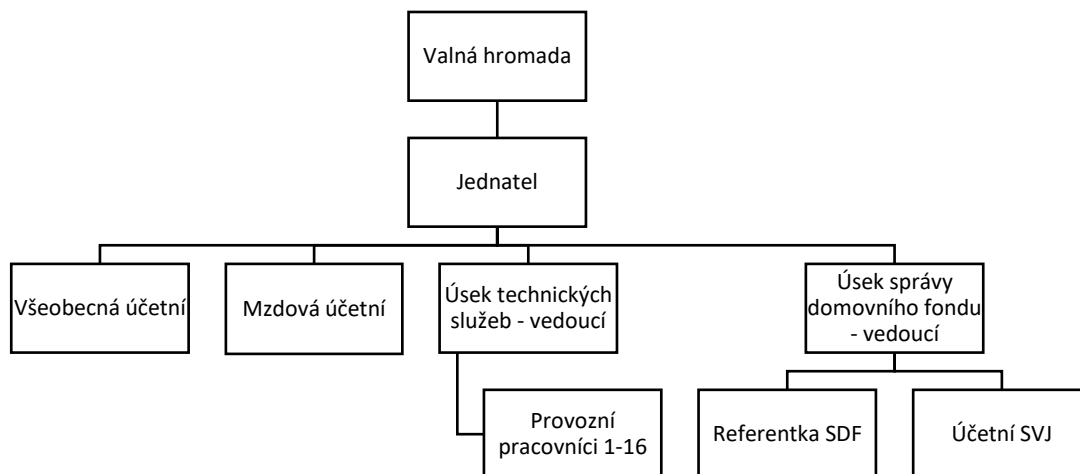 Valná hromada
Jednatel
Všeobecná účetní
Mzdová účetní
Úsek technických
služeb - vedoucí
Úsek správy
domovního fondu
- vedoucí
Provozní
pracovníci 1-16
Referentka SDF
Účetní SVJ